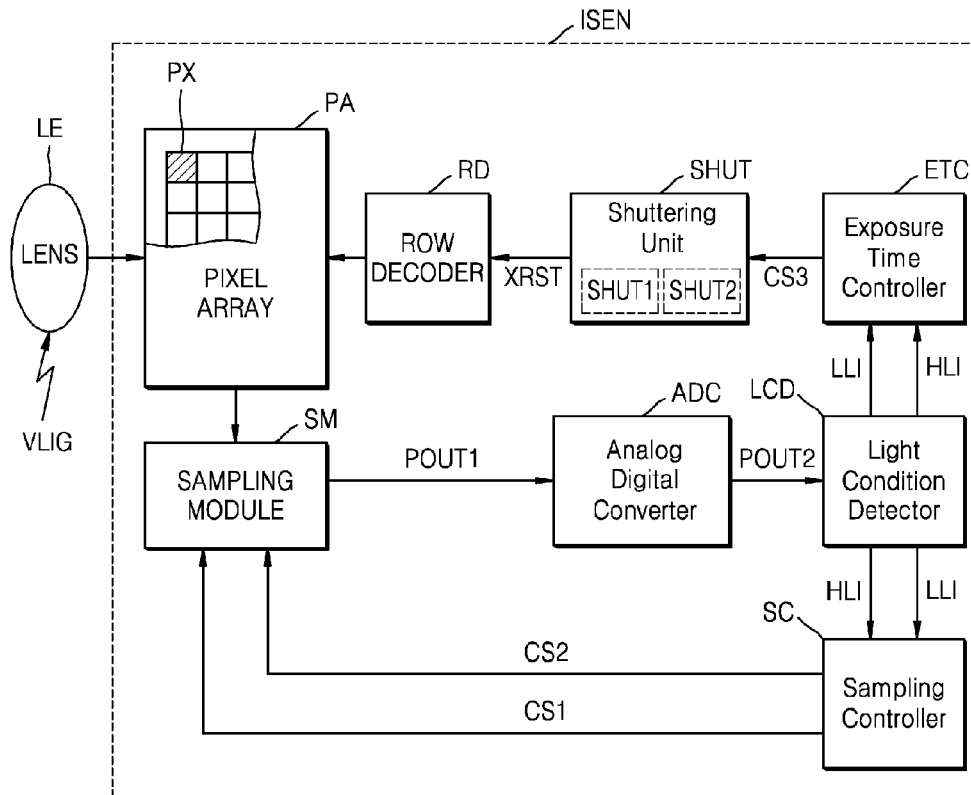 ISEN
PX
PA
LE
RD
SHUT
ETC
LENS
PIXEL
ARRAY
ROW
DECODER
XRST
Shuttering
Unit
SHUT1
SHUT2
CS3
Exposure
Time
Controller
LLI
HLI
VLIG
SM
ADC
LCD
SAMPLING
MODULE
POUT1
Analog
Digital
Converter
POUT2
Light
Condition
Detector
HLI
LLI
SC
CS2
CS1
Sampling
Controller